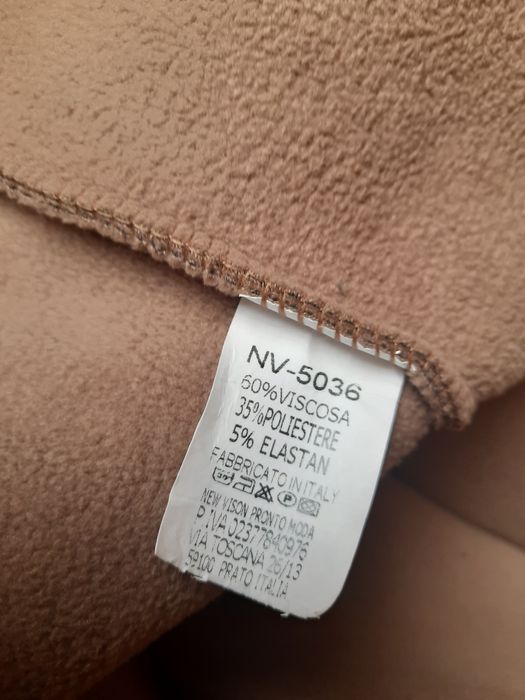 NV-5036
60%VISCOSA
35%POLIESTERE
5% ELASTAN
FABBRICATO IN ITALY
P
NEW VISON PRONTO MODA
P.IVA 02377840976
VIA TOSCANA 26/13
59100 PRATO ITALIA